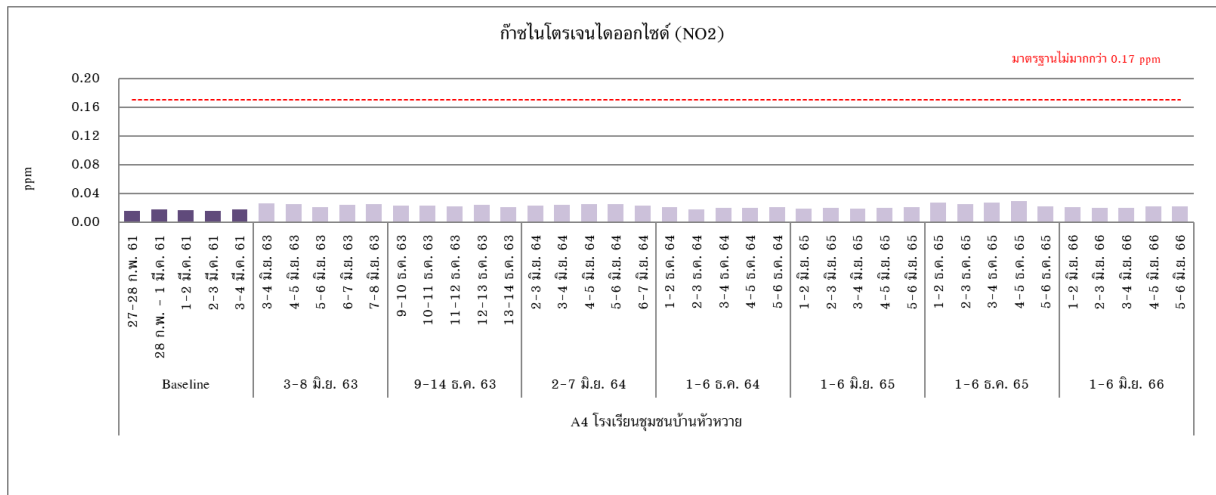 ก๊าซไนโตรเจนไดออกไซด์ (NO2)
มาตรฐานไม่มากกว่า 0.17 ppm
ppm
0.20
0.16
0.12
0.08
0.04
0.00
27-28 ก.พ. 61
28 ก.พ. - 1 มี.ค. 61
1-2 มี.ค. 61
2-3 มี.ค. 61
3-4 มี.ค. 61
3-4 มิ.ย. 63
4-5 มิ.ย. 63
5-6 มิ.ย. 63
6-7 มิ.ย. 63
7-8 มิ.ย. 63
9-10 ธ.ค. 63
10-11 ธ.ค. 63
11-12 ธ.ค. 63
12-13 ธ.ค. 63
13-14 ธ.ค. 63
2-3 มิ.ย. 64
3-4 มิ.ย. 64
4-5 มิ.ย. 64
5-6 มิ.ย. 64
6-7 มิ.ย. 64
1-2 ธ.ค. 64
2-3 ธ.ค. 64
3-4 ธ.ค. 64
4-5 ธ.ค. 64
5-6 ธ.ค. 64
1-2 มิ.ย. 65
2-3 มิ.ย. 65
3-4 มิ.ย. 65
4-5 มิ.ย. 65
5-6 มิ.ย. 65
1-2 ธ.ค. 65
2-3 ธ.ค. 65
3-4 ธ.ค. 65
4-5 ธ.ค. 65
5-6 ธ.ค. 65
1-2 มิ.ย. 66
2-3 มิ.ย. 66
3-4 มิ.ย. 66
4-5 มิ.ย. 66
5-6 มิ.ย. 66
Baseline
3-8 มิ.ย. 63
9-14 ธ.ค. 63
2-7 มิ.ย. 64
1-6 ธ.ค. 64
1-6 มิ.ย. 65
1-6 ธ.ค. 65
1-6 มิ.ย. 66
A4 โรงเรียนชุมชนบ้านหัวหวาย